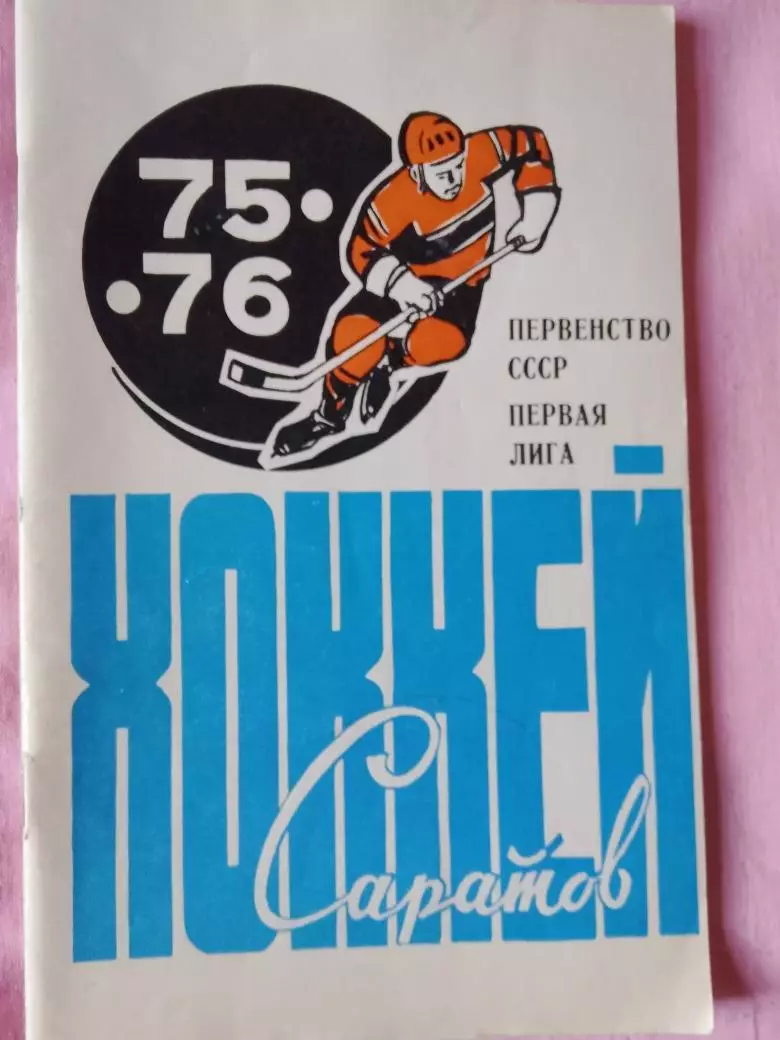 75·
·76
ПЕРВЕНСТВО
СССР
ПЕРВАЯ
ЛИГА
ХОККЕЙ
Саратов